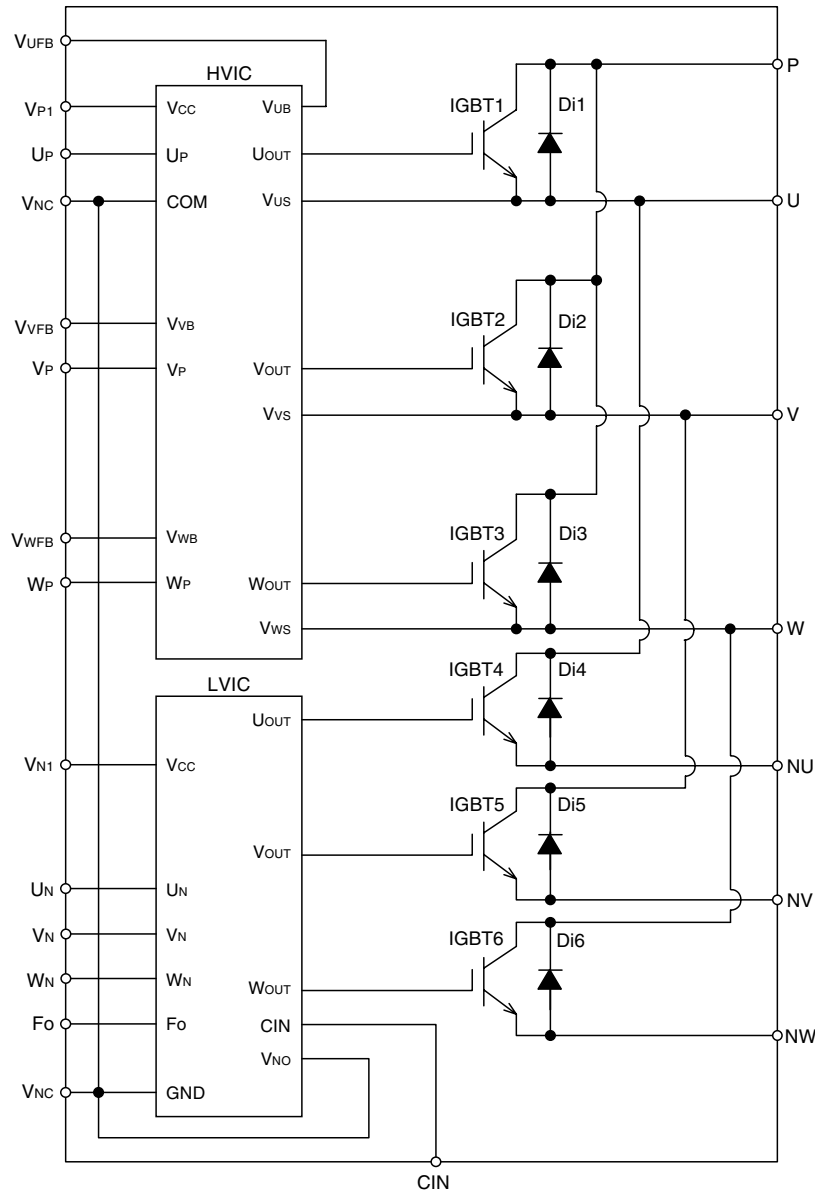 VUFB
P
HVIC
IGBT1
Di1
VP1
VCC
VUB
UP
UP
UOUT
VNC
COM
VUS
U
IGBT2
Di2
VVFB
VVB
VP
VP
VOUT
VVS
V
IGBT3
Di3
VWFB
VWB
WP
WP
WOUT
VWS
W
IGBT4
Di4
LVIC
UOUT
VN1
VCC
NU
IGBT5
Di5
VOUT
UN
UN
NV
VN
VN
IGBT6
Di6
WN
WN
WOUT
Fo
Fo
CIN
NW
VNO
VNC
GND
CIN